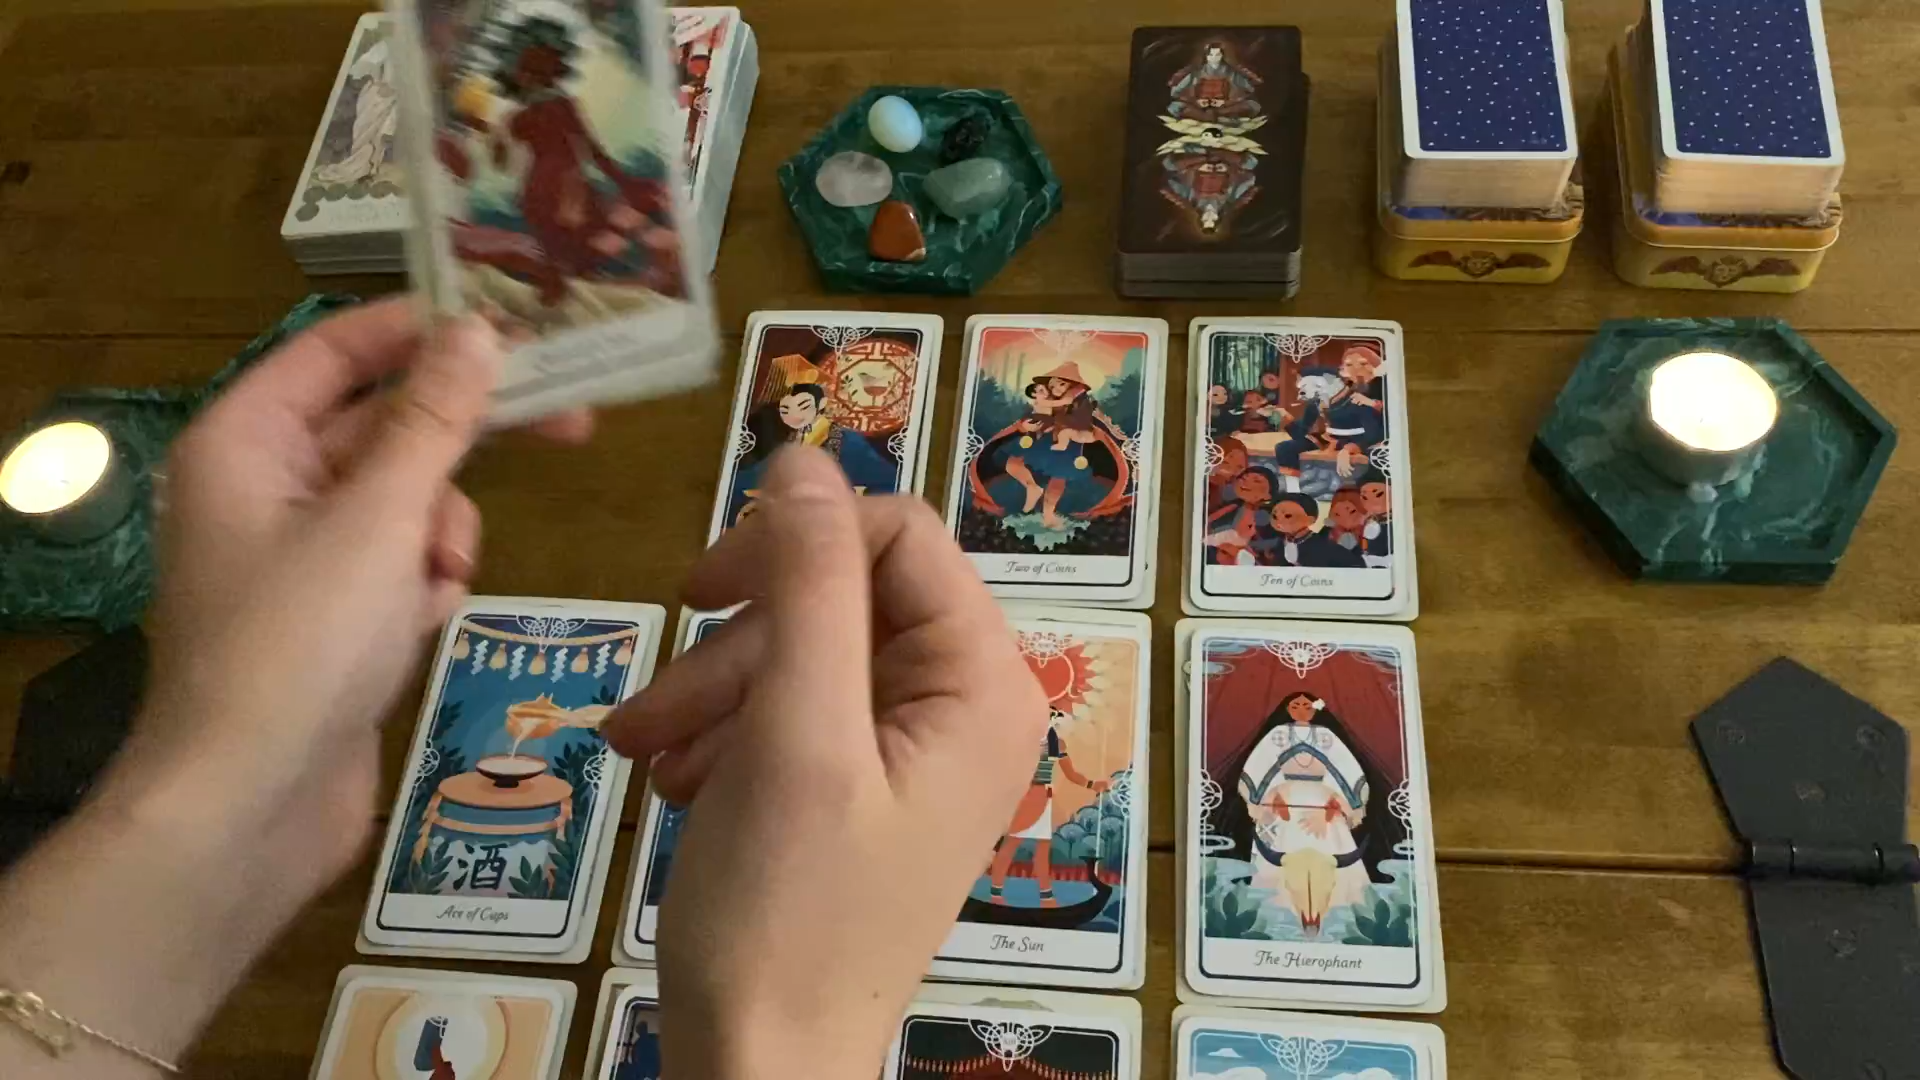 Two of Coins
Ten of Coins
酒
Ace of Cups
The Sun
The Hierophant